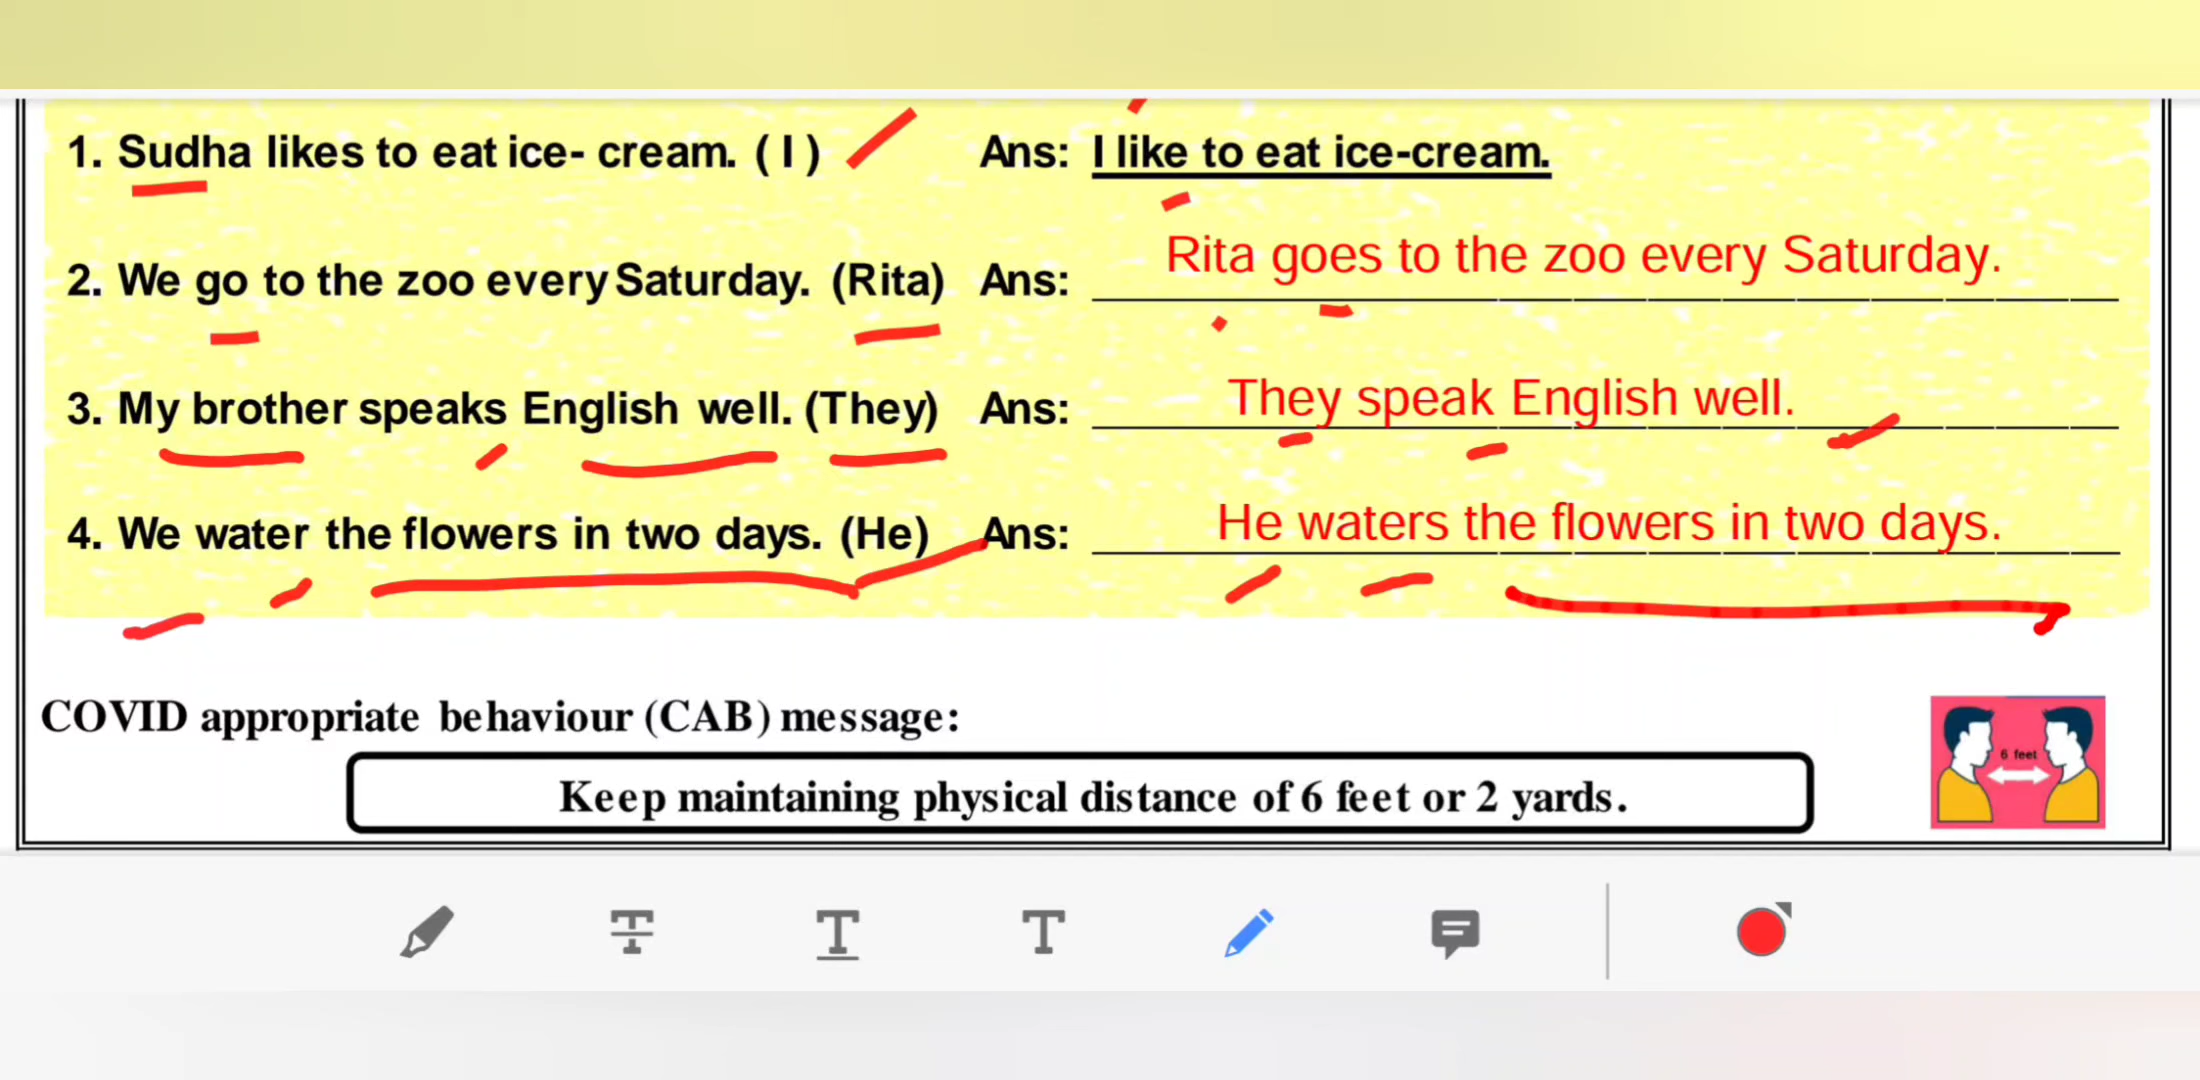 1. Sudha likes to eat ice- cream. ( I ) Ans: I like to eat ice-cream.
2. We go to the zoo every Saturday. (Rita) Ans: Rita goes to the zoo every Saturday.
3. My brother speaks English well. (They) Ans: They speak English well.
4. We water the flowers in two days. (He) Ans: He waters the flowers in two days.
COVID appropriate behaviour (CAB) message:
6 feet
Keep maintaining physical distance of 6 feet or 2 yards.